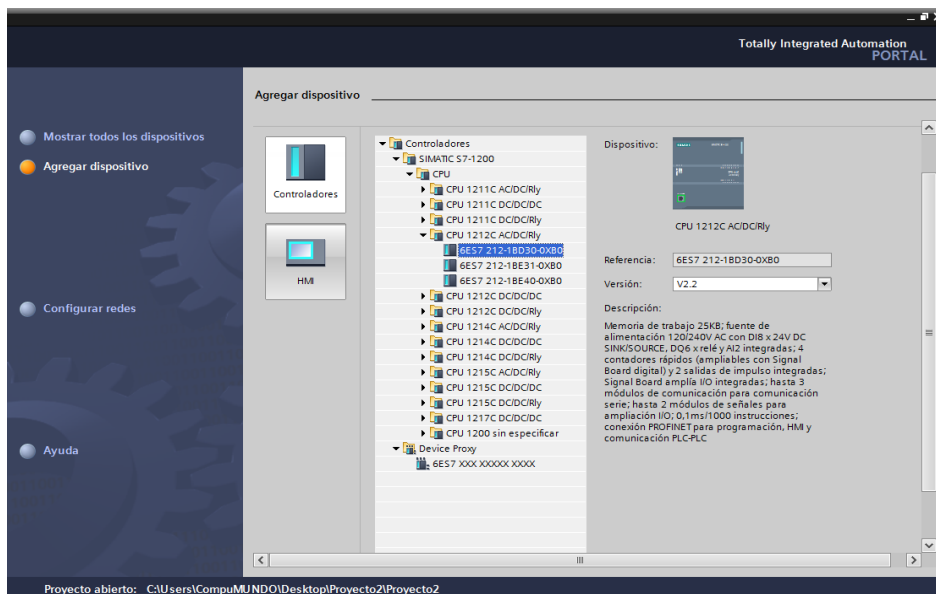 Totally Integrated Automation
PORTAL
Agregar dispositivo
Mostrar todos los dispositivos
Agregar dispositivo
Configurar redes
Ayuda
Controladores
HMI
Controladores
SIMATIC S7-1200
CPU
CPU 1211C AC/DC/Rly
CPU 1211C DC/DC/DC
CPU 1211C DC/DC/Rly
CPU 1212C AC/DC/Rly
6ES7 212-1BD30-0XB0
6ES7 212-1BE31-0XB0
6ES7 212-1BE40-0XB0
CPU 1212C DC/DC/DC
CPU 1212C DC/DC/Rly
CPU 1214C AC/DC/Rly
CPU 1214C DC/DC/DC
CPU 1214C DC/DC/Rly
CPU 1215C AC/DC/Rly
CPU 1215C DC/DC/DC
CPU 1215C DC/DC/Rly
CPU 1217C DC/DC/DC
CPU 1200 sin especificar
Device Proxy
6ES7 XXX XXXXX XXXX
Dispositivo:
CPU 1212C AC/DC/Rly
Referencia: 6ES7 212-1BD30-0XB0
Versión: V2.2
Descripción:
Memoria de trabajo 25KB; fuente de
alimentación 120/240V AC con DI8 x 24V DC
SINK/SOURCE, DQ6 x relé y AI2 integradas; 4
contadores rápidos (ampliables con Signal
Board digital) y 2 salidas de impulso integradas;
Signal Board amplía I/O integradas; hasta 3
módulos de comunicación para comunicación
serie; hasta 2 módulos de señales para
ampliación I/O; 0,1ms/1000 instrucciones;
conexión PROFINET para programación, HMI y
comunicación PLC-PLC
Proyecto abierto: C:\Users\CompuMUNDO\Desktop\Proyecto2\Proyecto2